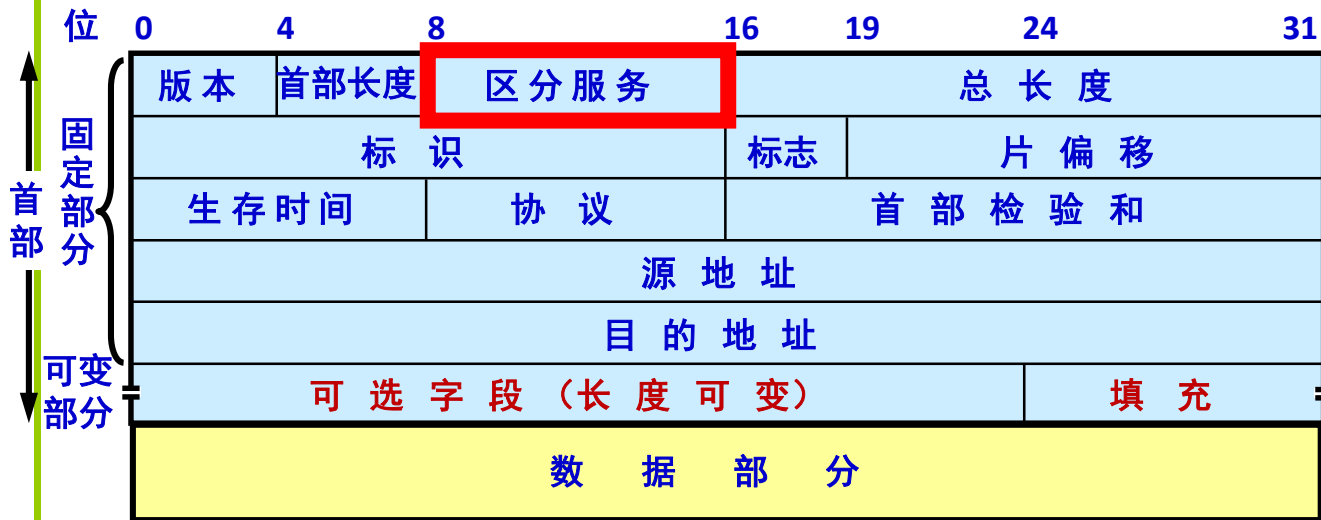 位 0 4 8 16 19 24 31
版本 首部长度 区分服务 总长度
标识 标志 片偏移
生存时间 协议 首部检验和
源地址
目的地址
可选字段（长度可变） 填充
数据部分
首部
固定部分
可变部分